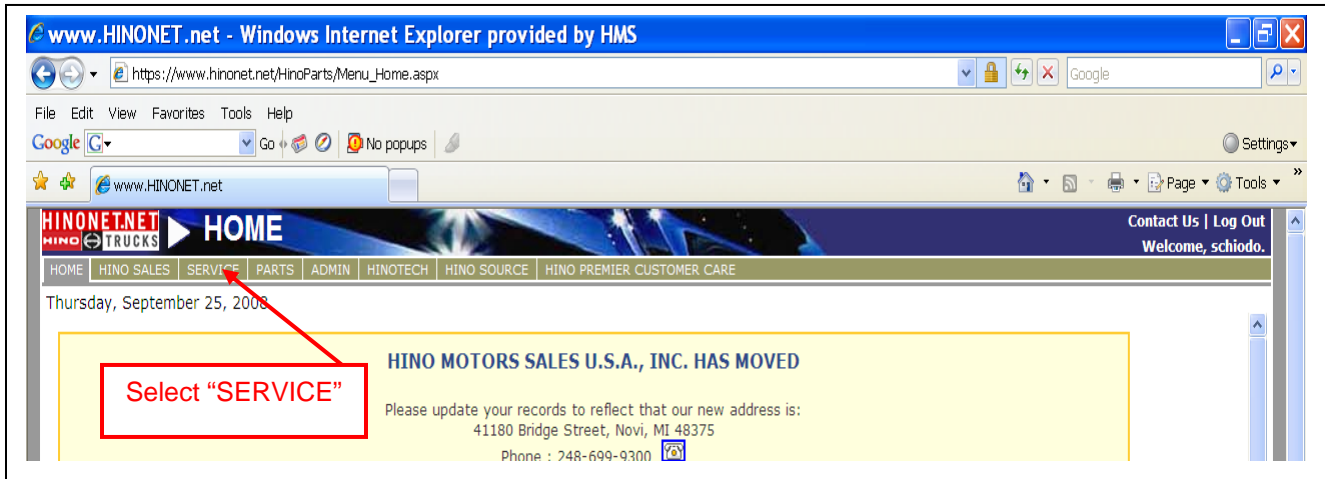 www.HINONET.net - Windows Internet Explorer provided by HMS
https://www.hinonet.net/HinoParts/Menu_Home.aspx
Google
File Edit View Favorites Tools Help
Google G Go No popups Settings
www.HINONET.net Page Tools »
HINONET.NET HOME Contact Us | Log Out
HINO TRUCKS Welcome, schiodo.
HOME HINO SALES SERVICE PARTS ADMIN HINOTECH HINO SOURCE HINO PREMIER CUSTOMER CARE
Thursday, September 25, 2008
HINO MOTORS SALES U.S.A., INC. HAS MOVED
Select “SERVICE”
Please update your records to reflect that our new address is:
41180 Bridge Street, Novi, MI 48375
Phone : 248-699-9300